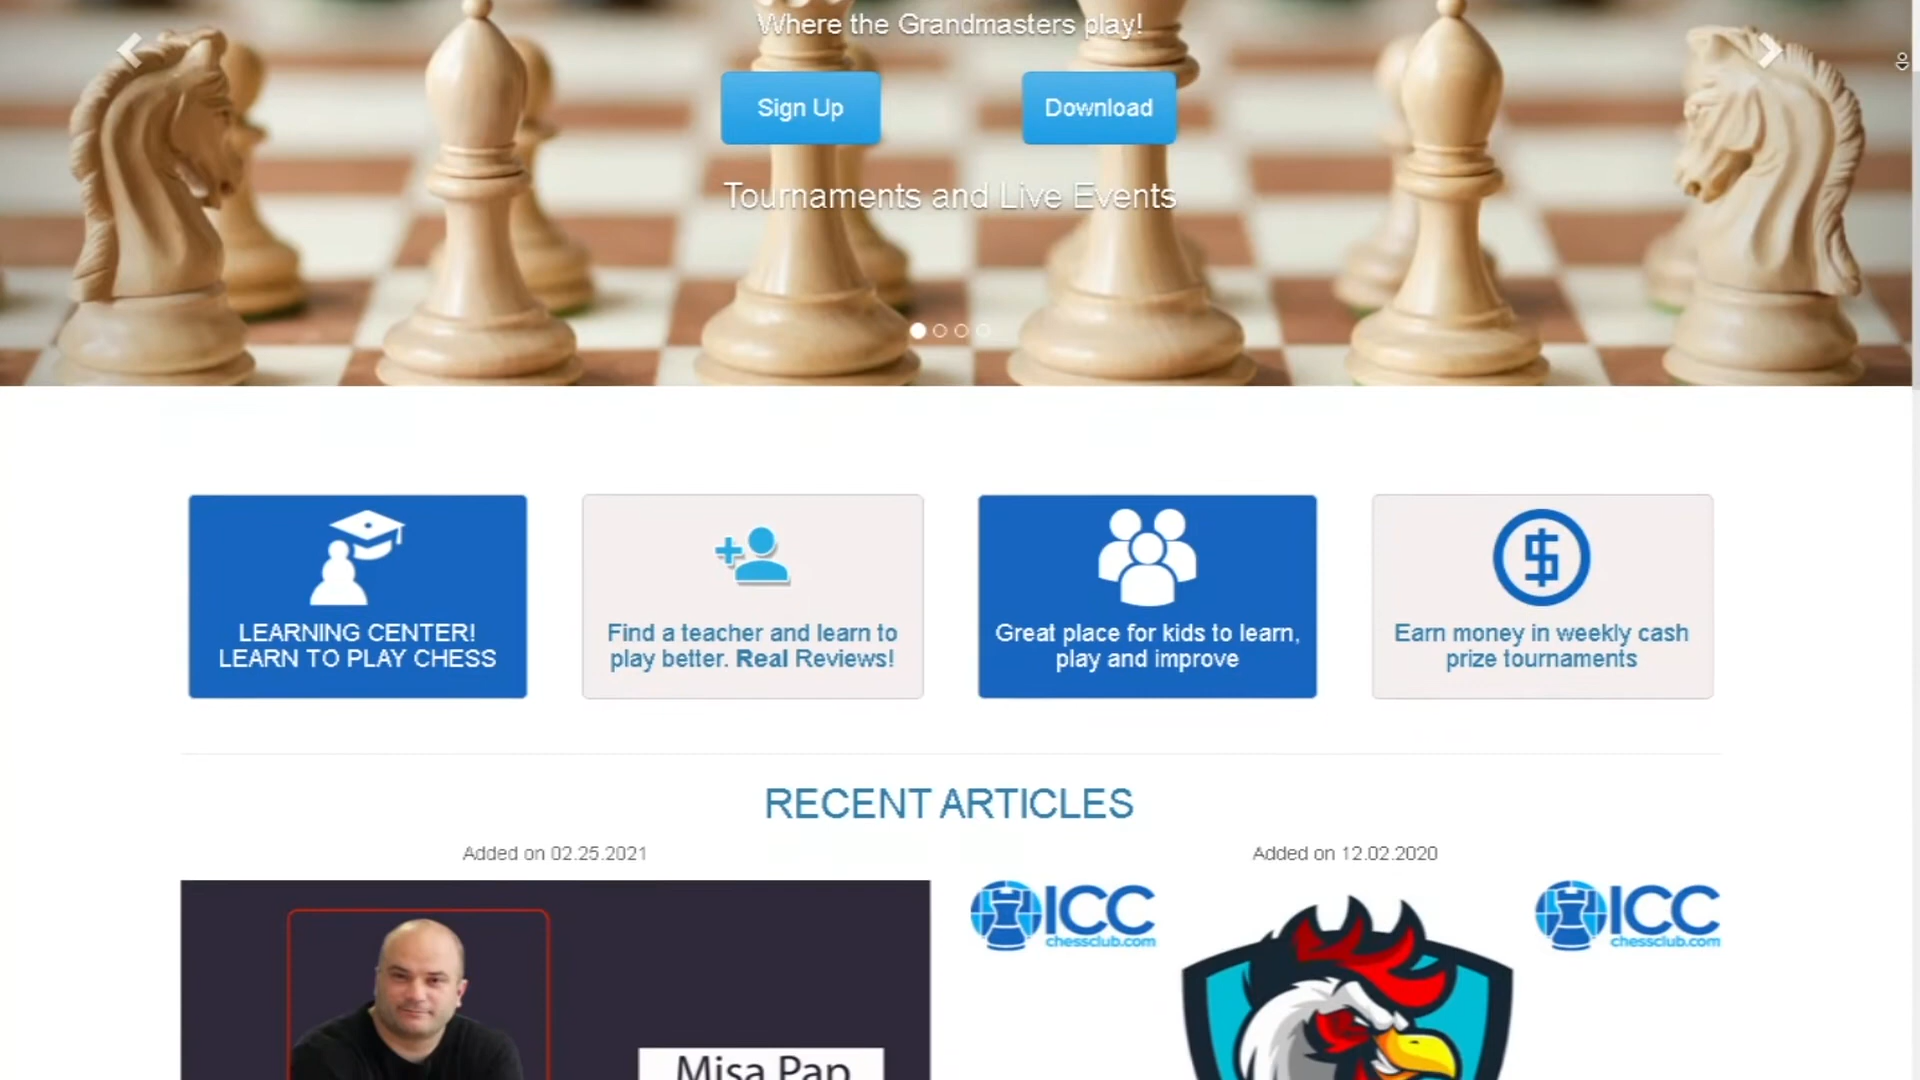 Where the Grandmasters play!
Sign Up
Download
Tournaments and Live Events
LEARNING CENTER!
LEARN TO PLAY CHESS
Find a teacher and learn to
play better. Real Reviews!
Great place for kids to learn,
play and improve
Earn money in weekly cash
prize tournaments
RECENT ARTICLES
Added on 02.25.2021
Added on 12.02.2020
ICC
chessclub.com
ICC
chessclub.com
Misa Pap